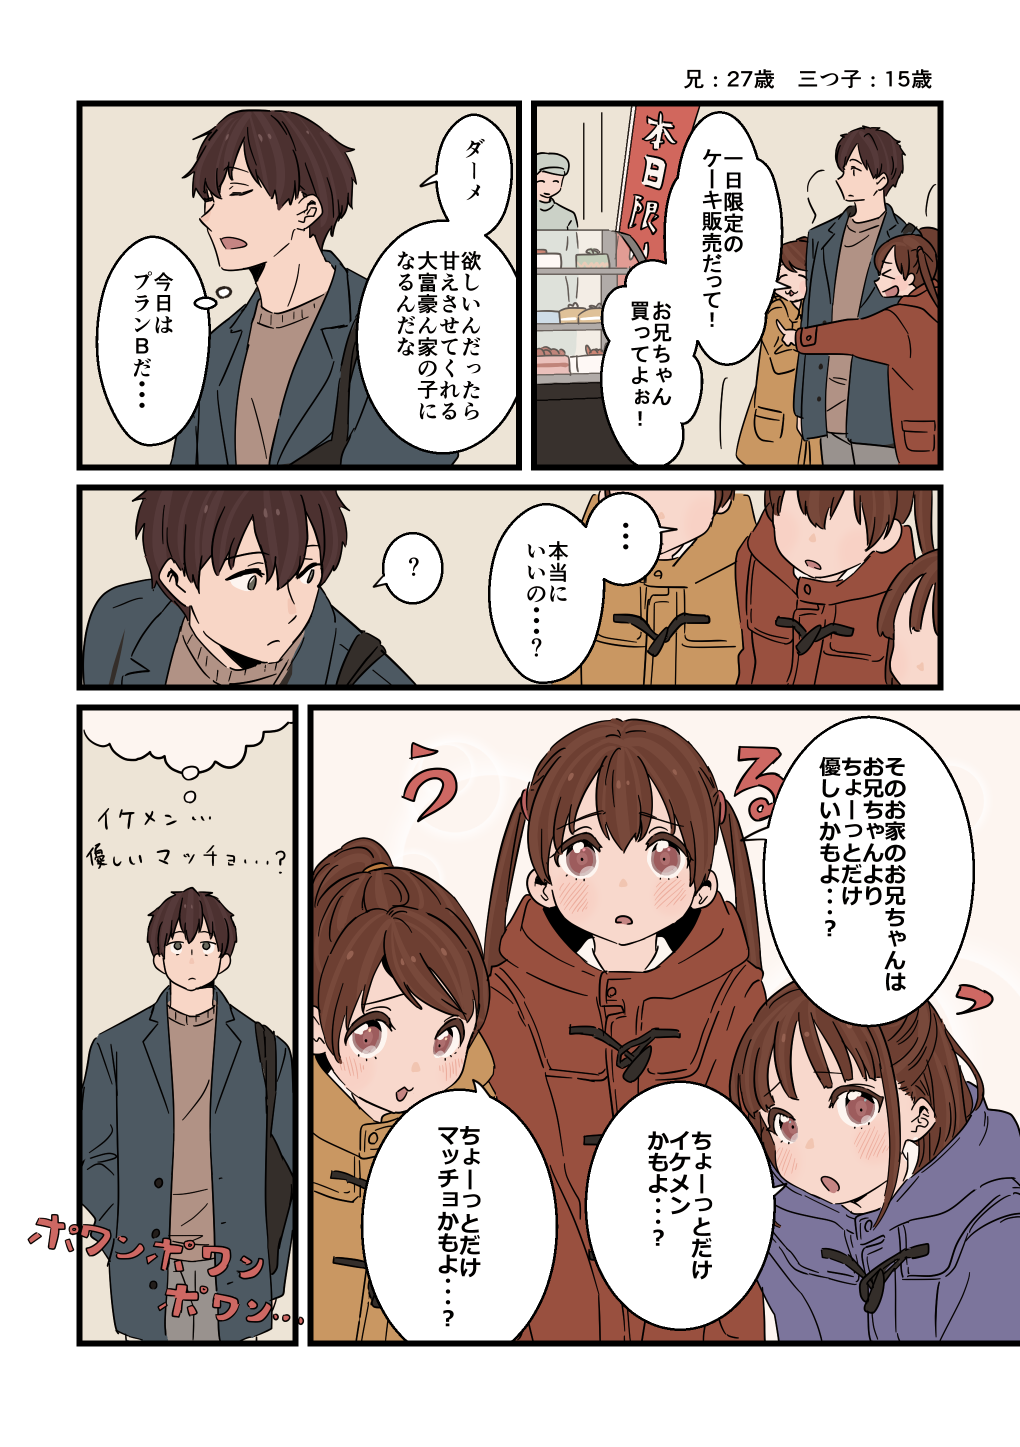 兄：27歳　三つ子：15歳
本日限り
一日限定の
ケーキ販売だって！
お兄ちゃん
買ってよぉ！
ダーメ
欲しいんだったら
甘えさせてくれる
大富豪ん家の子に
なるんだな
今日は
プランBだ・・・
・・・
本当に
いいの・・・・？
？
そのお家のお兄ちゃんは
お兄ちゃんより
ちょーっとだけ
優しいかもよ・・・？
うるっ
ちょーっとだけ
イケメン
かもよ・・・？
ちょーっとだけ
マッチョかもよ・・・？
イケメン…
優しいマッチョ…．？
ポワンポワン
ポワン…